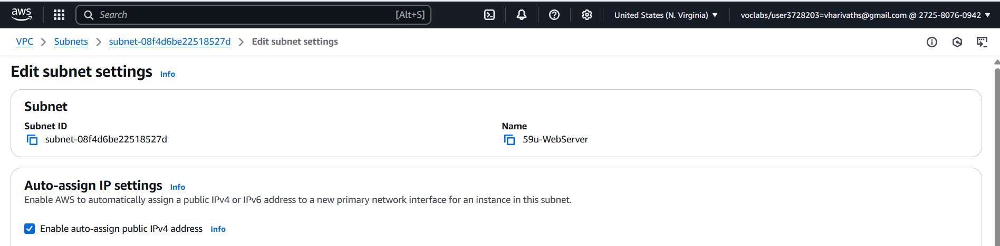 aws
Search [Alt+S] United States (N. Virginia) voclabs/user3728203=vharivaths@gmail.com @ 2725-8076-0942
VPC Subnets subnet-08f4d6be22518527d Edit subnet settings
Edit subnet settings Info
Subnet
Subnet ID Name
subnet-08f4d6be22518527d 59u-WebServer
Auto-assign IP settings Info
Enable AWS to automatically assign a public IPv4 or IPv6 address to a new primary network interface for an instance in this subnet.
Enable auto-assign public IPv4 address Info